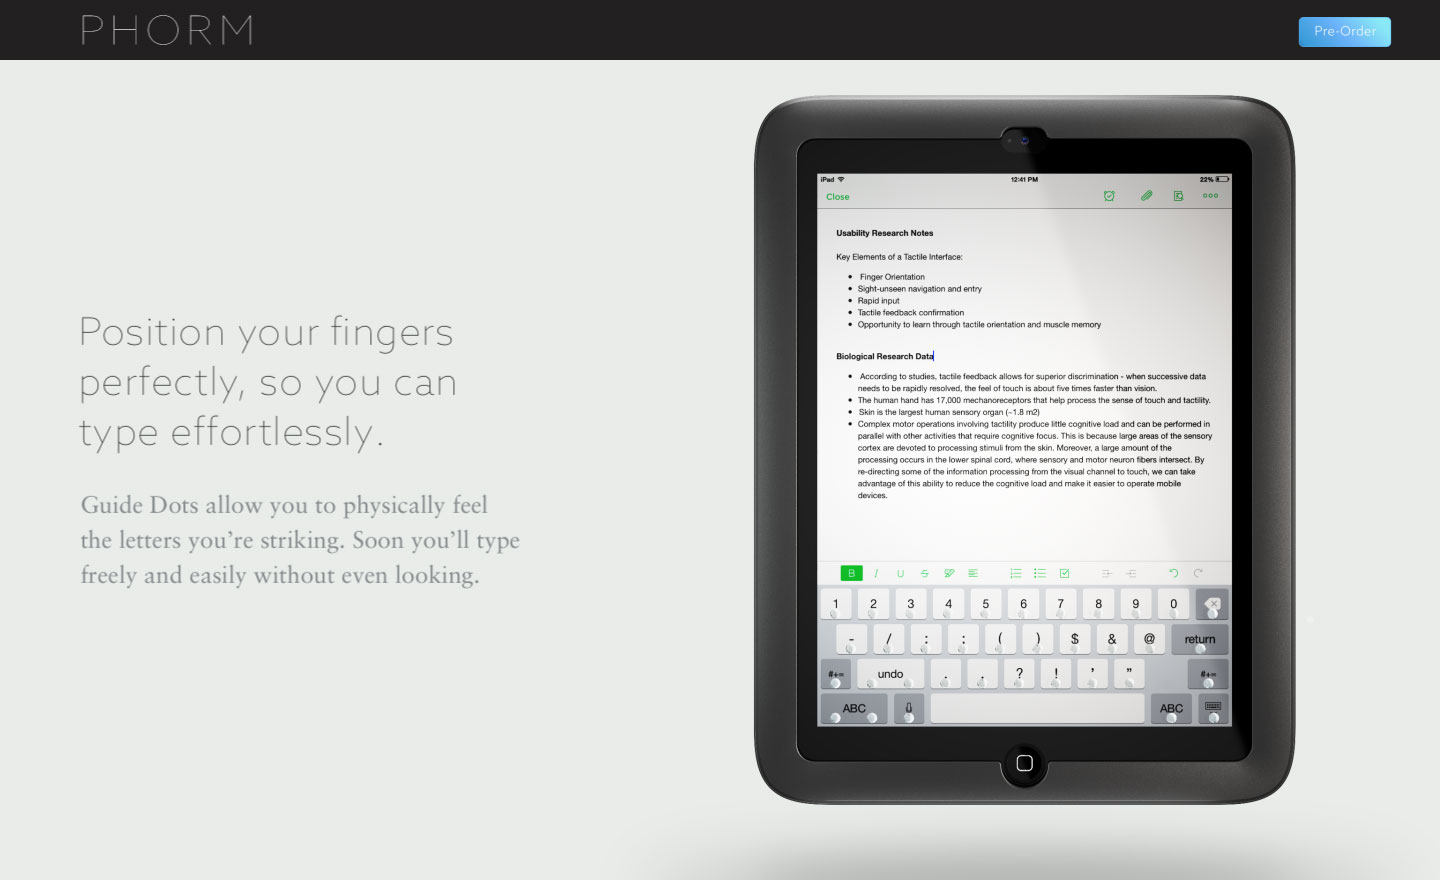 PHORM
Pre-Order
Position your fingers
perfectly, so you can
type effortlessly.
Guide Dots allow you to physically feel
the letters you’re striking. Soon you’ll type
freely and easily without even looking.
iPad 12:41 PM 22%
Close
Usability Research Notes
Key Elements of a Tactile Interface:
• Finger Orientation
• Sight-unseen navigation and entry
• Rapid input
• Tactile feedback confirmation
• Opportunity to learn through tactile orientation and muscle memory
Biological Research Data
• According to studies, tactile feedback allows for superior discrimination - when successive data
needs to be rapidly resolved, the feel of touch is about five times faster than vision.
• The human hand has 17,000 mechanoreceptors that help process the sense of touch and tactility.
• Skin is the largest human sensory organ (~1.8 m2)
• Complex motor operations involving tactility produce little cognitive load and can be performed in
parallel with other activities that require cognitive focus. This is because large areas of the sensory
cortex are devoted to processing stimuli from the skin. Moreover, a large amount of the
processing occurs in the lower spinal cord, where sensory and motor neuron fibers intersect. By
re-directing some of the information processing from the visual channel to touch, we can take
advantage of this ability to reduce the cognitive load and make it easier to operate mobile
devices.
B I U S
1 2 3 4 5 6 7 8 9 0
- / : ; ( ) $ & @ return
#+= undo . , ? ! ’ ” #+=
ABC ABC